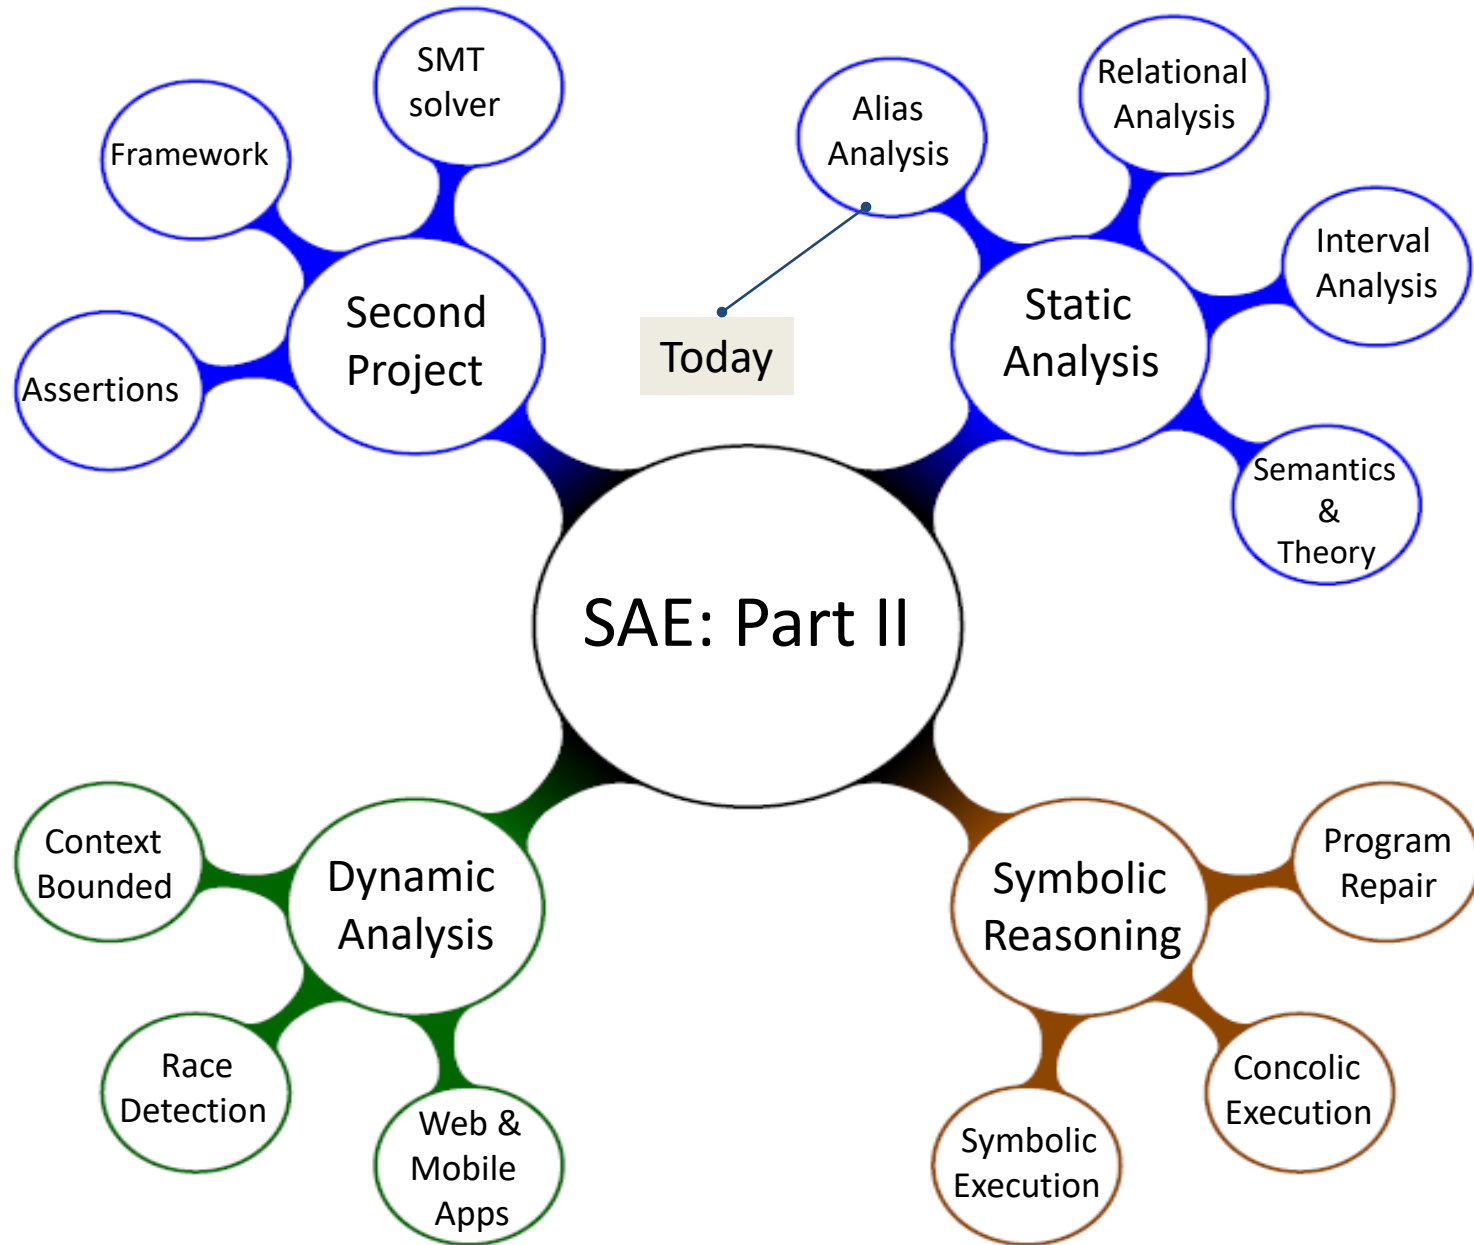 SMT
solver
Framework
Assertions
Second
Project
Today
Alias
Analysis
Relational
Analysis
Interval
Analysis
Static
Analysis
Semantics
&
Theory
SAE: Part II
Context
Bounded
Dynamic
Analysis
Race
Detection
Web &
Mobile
Apps
Symbolic
Reasoning
Program
Repair
Concolic
Execution
Symbolic
Execution